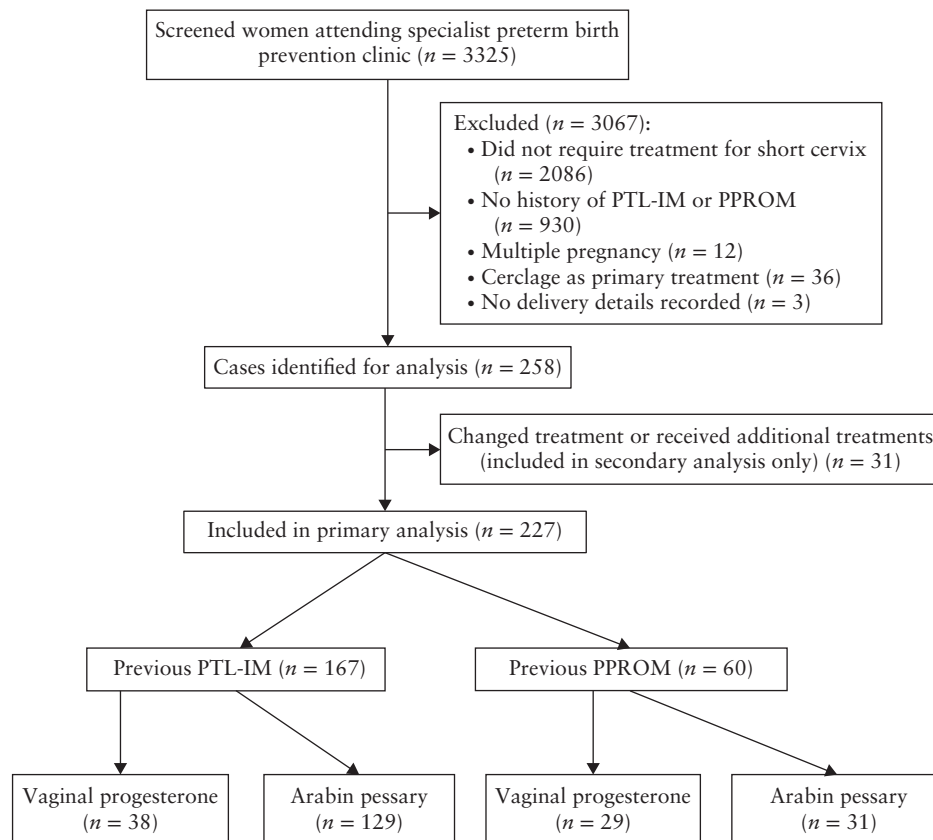 Screened women attending specialist preterm birth
prevention clinic (n = 3325)
Excluded (n = 3067):
• Did not require treatment for short cervix
(n = 2086)
• No history of PTL-IM or PPROM
(n = 930)
• Multiple pregnancy (n = 12)
• Cerclage as primary treatment (n = 36)
• No delivery details recorded (n = 3)
Cases identified for analysis (n = 258)
Changed treatment or received additional treatments
(included in secondary analysis only) (n = 31)
Included in primary analysis (n = 227)
Previous PTL-IM (n = 167)
Previous PPROM (n = 60)
Vaginal progesterone
(n = 38)
Arabin pessary
(n = 129)
Vaginal progesterone
(n = 29)
Arabin pessary
(n = 31)